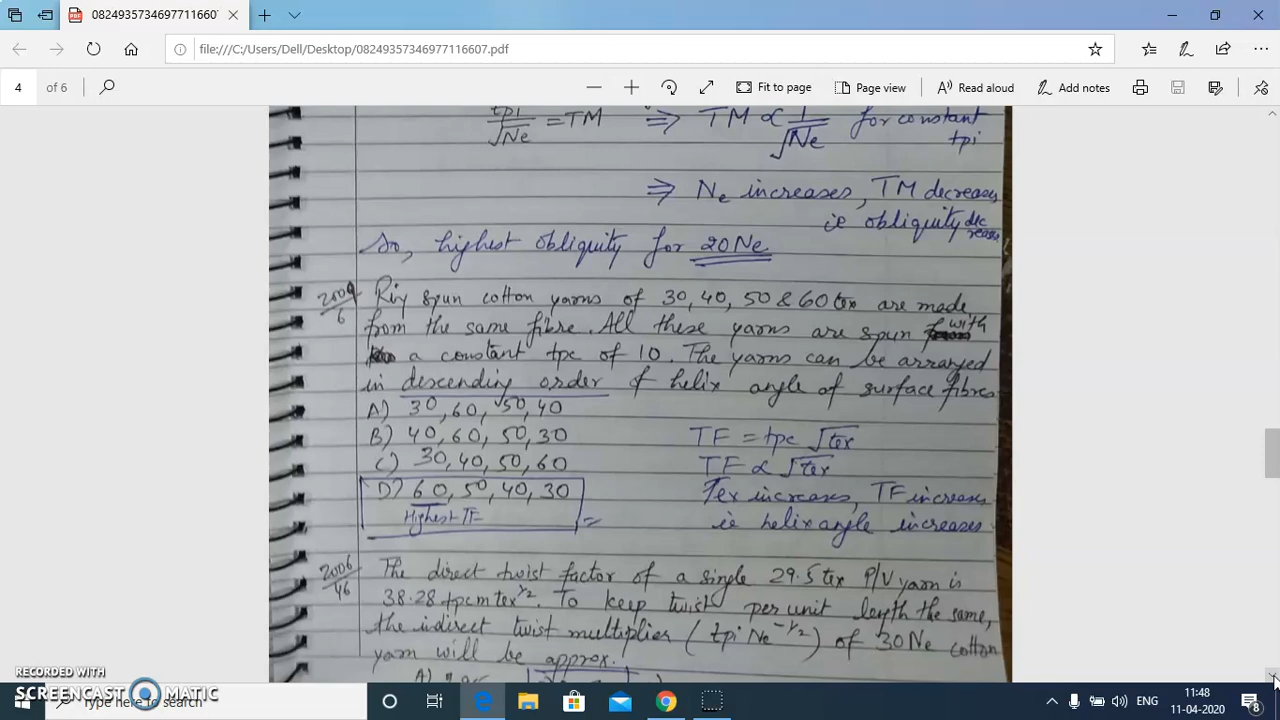 08249357346977116607.pdf
file:///C:/Users/Dell/Desktop/08249357346977116607.pdf
4 of 6
Fit to page
Page view
Read aloud
Add notes
tpi/√Ne = TM ⇒ TM ∝ 1/√Ne for constant tpi
⇒ Ne increases, TM decreases
ie obliquity decreases
So, highest obliquity for 20Ne
2009/6
Ring spun cotton yarns of 30, 40, 50 & 60 tex are made
from the same fibre. All these yarns are spun with
a constant tpc of 10. The yarns can be arranged
in descending order of helix angle of surface fibres
A) 30, 60, 50, 40
B) 40, 60, 50, 30
TF = tpc √tex
C) 30, 40, 50, 60
TF ∝ √tex
D) 60, 50, 40, 30
Tex increases, TF increases
Highest TF
ie helix angle increases
2006/46
The direct twist factor of a single 29.5 tex P/V yarn is
38.28 tpcm tex^1/2. To keep twist per unit length the same,
the indirect twist multiplier (tpi Ne^-1/2) of 30Ne cotton
yarn will be approx.
RECORDED WITH
SCREENCAST MATIC
Type here to search
ENG
11:48
11-04-2020
8